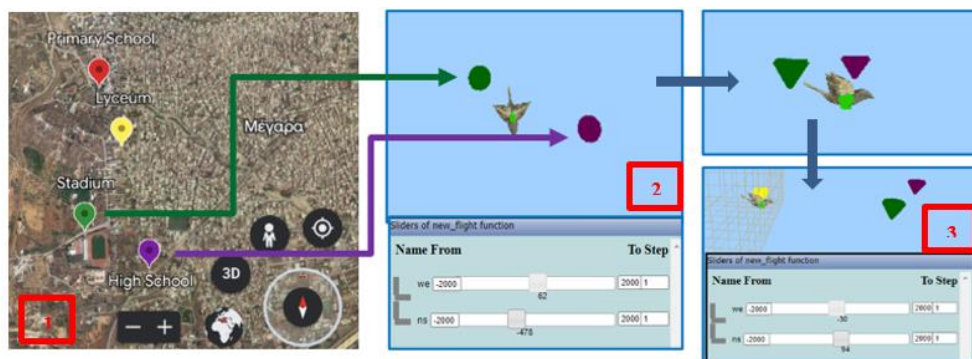 Primary School
Lyceum
Μέγαρα
Stadium
High School
3D
1
2
Sliders of new_flight function
Name From To Step
we -2000 2000 1
62
ns -2000 2000 1
-478
3
Sliders of new_flight function
Name From To Step
we -2000 2000 1
-30
ns -2000 2000 1
94